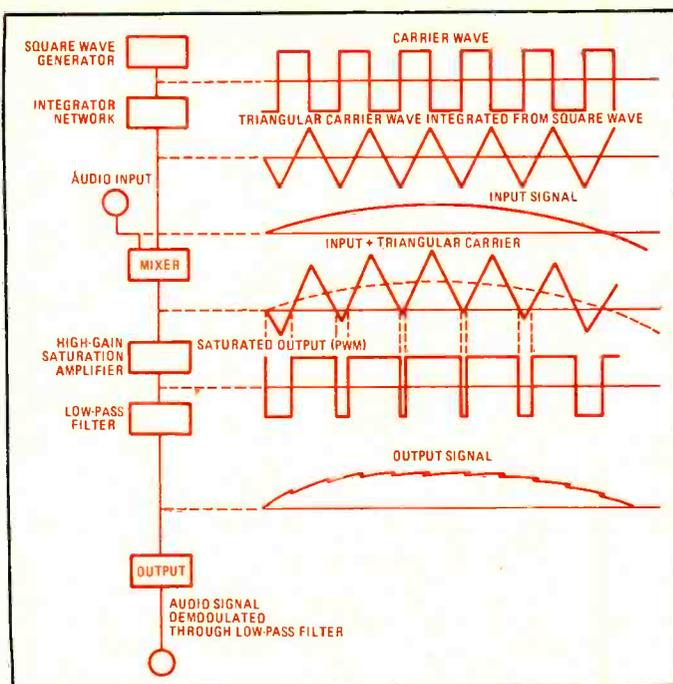 SQUARE WAVE
GENERATOR
CARRIER WAVE
INTEGRATOR
NETWORK
TRIANGULAR CARRIER WAVE INTEGRATED FROM SQUARE WAVE
AUDIO INPUT
INPUT SIGNAL
INPUT + TRIANGULAR CARRIER
MIXER
HIGH-GAIN
SATURATION
AMPLIFIER
SATURATED OUTPUT (PWM)
LOW-PASS
FILTER
OUTPUT SIGNAL
OUTPUT
AUDIO SIGNAL
DEMODULATED
THROUGH LOW-PASS FILTER